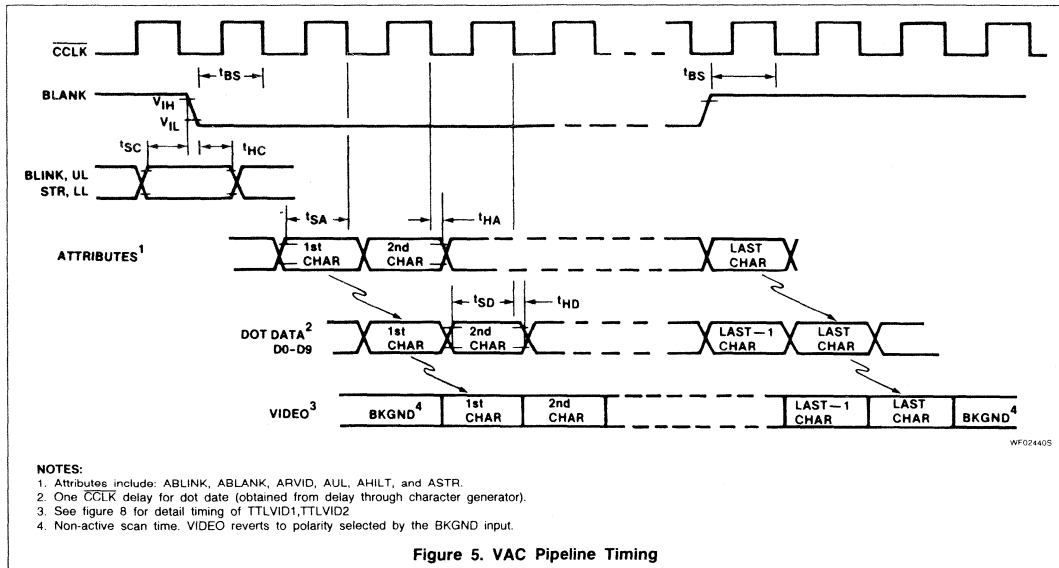 CCLK
tBS
tBS
BLANK
VIH
VIL
tSC
tHC
BLINK, UL
STR, LL
tSA
tHA
ATTRIBUTES1
1st
CHAR
2nd
CHAR
LAST
CHAR
tSD
tHD
DOT DATA2
D0-D9
1st
CHAR
2nd
CHAR
LAST-1
CHAR
LAST
CHAR
VIDEO3
BKGND4
1st
CHAR
2nd
CHAR
LAST-1
CHAR
LAST
CHAR
BKGND4
WF02440S
NOTES:
1. Attributes include: ABLINK, ABLANK, ARVID, AUL, AHILT, and ASTR.
2. One CCLK delay for dot date (obtained from delay through character generator).
3. See figure 8 for detail timing of TTLVID1,TTLVID2
4. Non-active scan time. VIDEO reverts to polarity selected by the BKGND input.
Figure 5. VAC Pipeline Timing